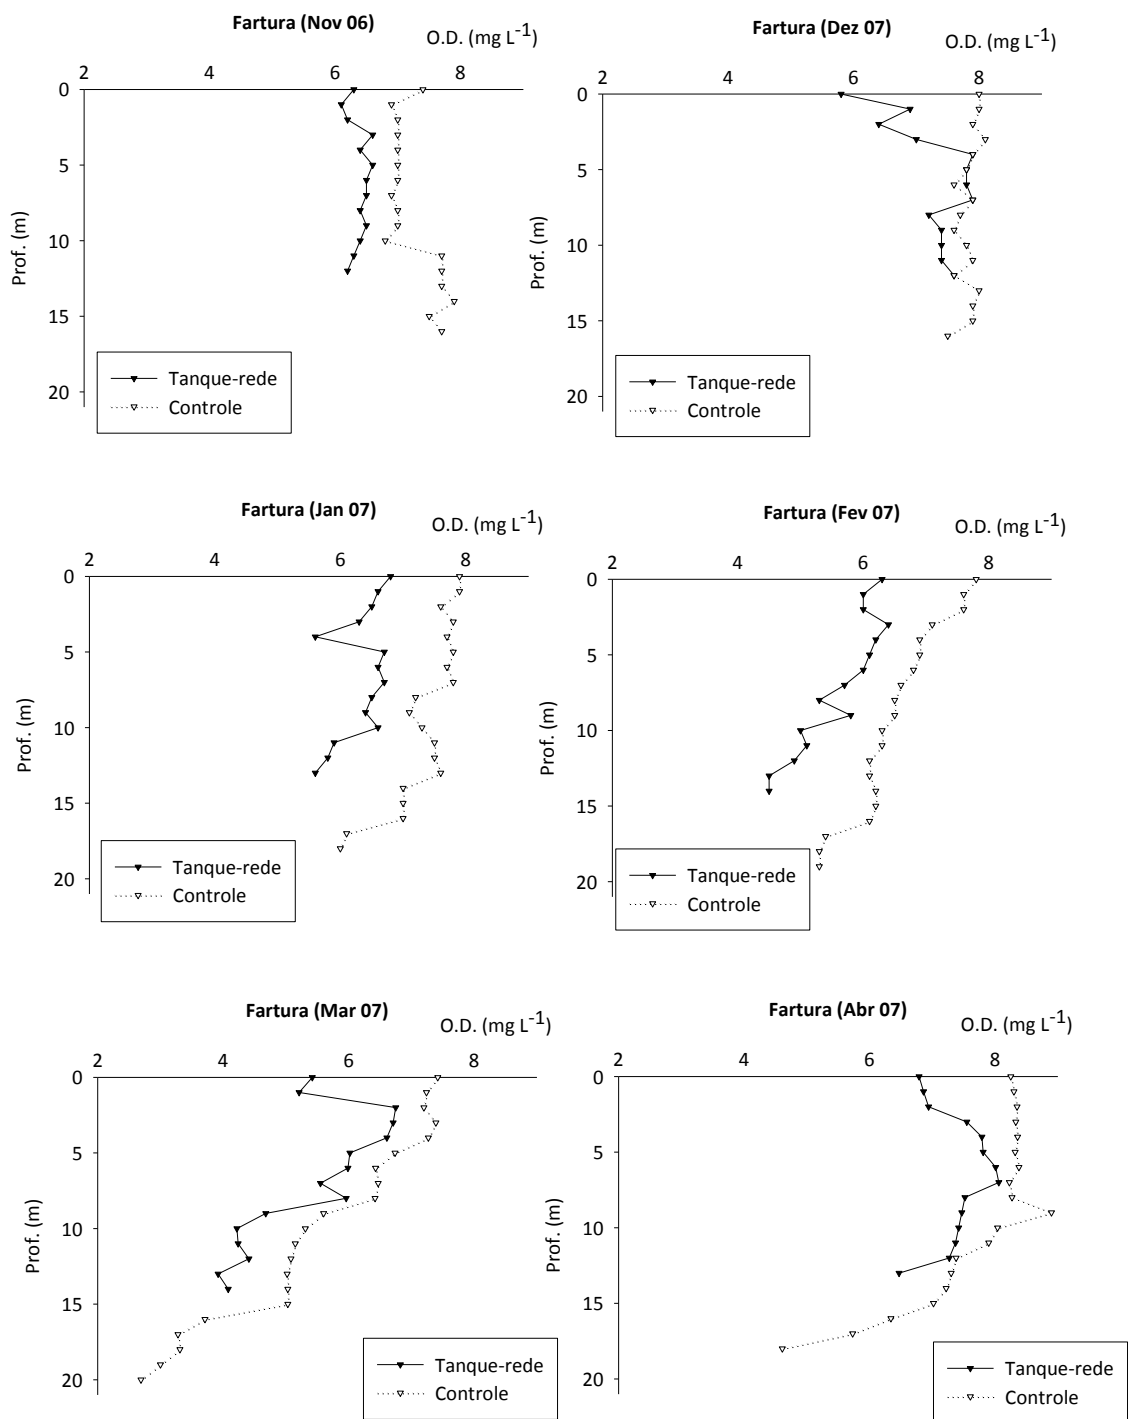 Fartura (Nov 06)
O.D. (mg L-1)
2 4 6 8
0
5
10
15
20
Prof. (m)
Tanque-rede
Controle
Fartura (Dez 07)
O.D. (mg L-1)
2 4 6 8
0
5
10
15
20
Prof. (m)
Tanque-rede
Controle
Fartura (Jan 07)
O.D. (mg L-1)
2 4 6 8
0
5
10
15
20
Prof. (m)
Tanque-rede
Controle
Fartura (Fev 07)
O.D. (mg L-1)
2 4 6 8
0
5
10
15
20
Prof. (m)
Tanque-rede
Controle
Fartura (Mar 07)
O.D. (mg L-1)
2 4 6 8
0
5
10
15
20
Prof. (m)
Tanque-rede
Controle
Fartura (Abr 07)
O.D. (mg L-1)
2 4 6 8
0
5
10
15
20
Prof. (m)
Tanque-rede
Controle